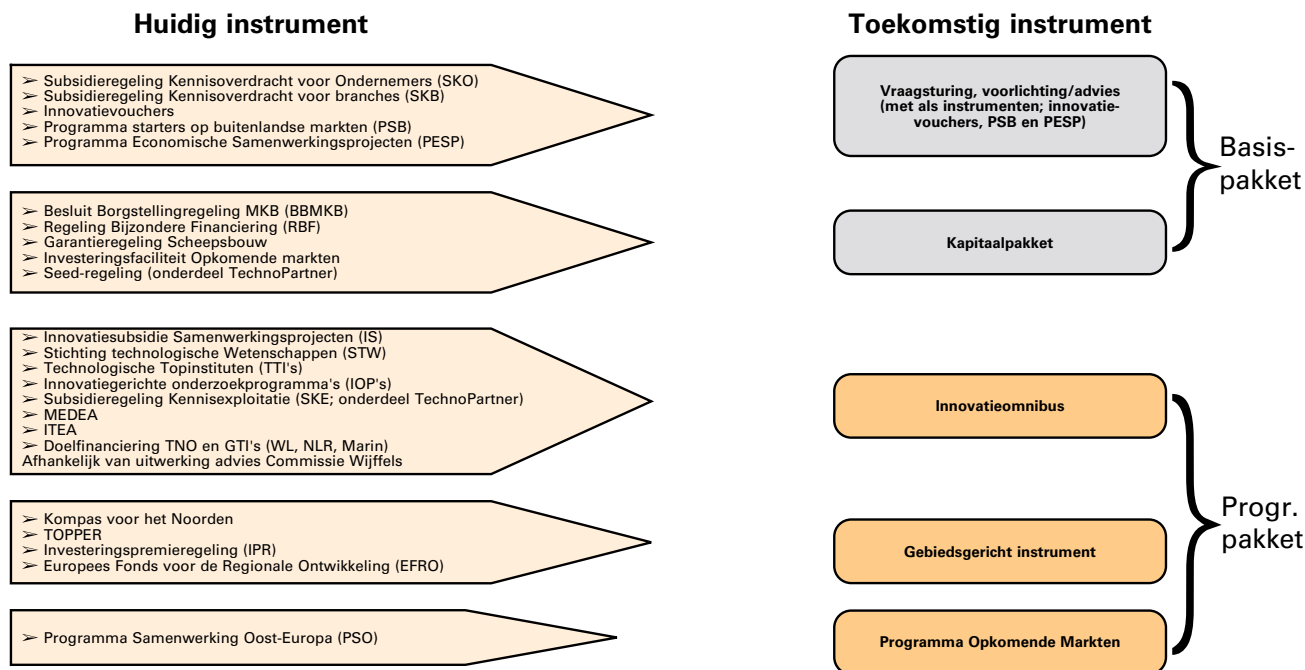 Huidig instrument
Toekomstig instrument
➢ Subsidieregeling Kennisoverdracht voor Ondernemers (SKO)
➢ Subsidieregeling Kennisoverdracht voor branches (SKB)
➢ Innovatievouchers
➢ Programma starters op buitenlandse markten (PSB)
➢ Programma Economische Samenwerkingsprojecten (PESP)
Vraagsturing, voorlichting/advies
(met als instrumenten; innovatie-
vouchers, PSB en PESP)
Basis-
pakket
➢ Besluit Borgstellingregeling MKB (BBMKB)
➢ Regeling Bijzondere Financiering (RBF)
➢ Garantieregeling Scheepsbouw
➢ Investeringsfaciliteit Opkomende markten
➢ Seed-regeling (onderdeel TechnoPartner)
Kapitaalpakket
➢ Innovatiesubsidie Samenwerkingsprojecten (IS)
➢ Stichting technologische Wetenschappen (STW)
➢ Technologische Topinstituten (TTI's)
➢ Innovatiegerichte onderzoekprogramma's (IOP's)
➢ Subsidieregeling Kennisexploitatie (SKE; onderdeel TechnoPartner)
➢ MEDEA
➢ ITEA
➢ Doelfinanciering TNO en GTI's (WL, NLR, Marin)
Afhankelijk van uitwerking advies Commissie Wijffels
Innovatieomnibus
➢ Kompas voor het Noorden
➢ TOPPER
➢ Investeringspremieregeling (IPR)
➢ Europees Fonds voor de Regionale Ontwikkeling (EFRO)
Gebiedsgericht instrument
Progr.
pakket
➢ Programma Samenwerking Oost-Europa (PSO)
Programma Opkomende Markten